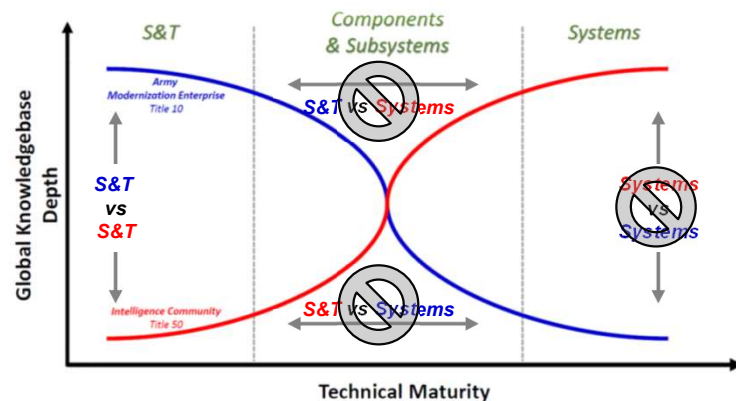 S&T
Components
& Subsystems
Systems
Army
Modernization Enterprise
Title 10
S&T vs Systems
S&T
vs
S&T
Systems
vs
Systems
Intelligence Community
Title 50
S&T vs Systems
Global Knowledgebase
Depth
Technical Maturity